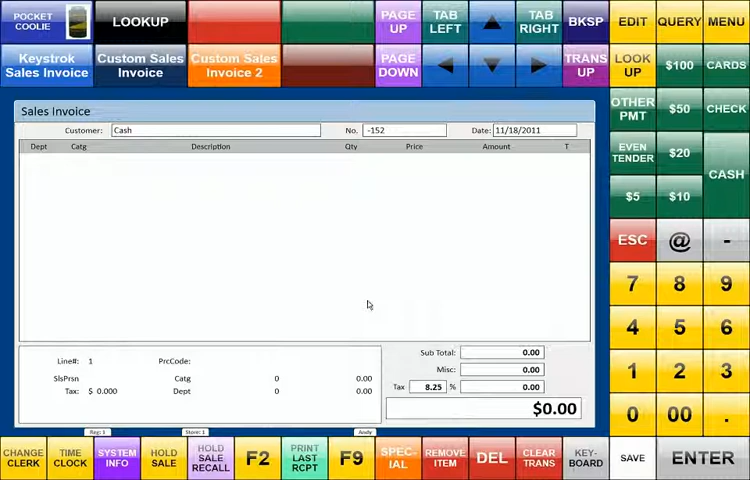 POCKET
COOLIE
LOOKUP
PAGE
UP
TAB
LEFT
TAB
RIGHT
BKSP
EDIT
QUERY
MENU
Keystrok
Sales Invoice
Custom Sales
Invoice
Custom Sales
Invoice 2
PAGE
DOWN
TRANS
UP
LOOK
UP
$100
CARDS
Sales Invoice
Customer: Cash No. -152 Date: 11/18/2011
Dept Catg Description Qty Price Amount T
OTHER
PMT
$50
CHECK
EVEN
TENDER
$20
CASH
$5
$10
ESC
@
-
7 8 9
4 5 6
1 2 3
0 00 .
Line#: 1 PrcCode:
SlsPrsn Catg 0 0.00
Tax: $ 0.000 Dept 0 0.00
Sub Total: 0.00
Misc: 0.00
Tax 8.25 % 0.00
$0.00
Reg: 1 Store: 1 Andy
CHANGE
CLERK
TIME
CLOCK
SYSTEM
INFO
HOLD
SALE
HOLD
SALE
RECALL
F2
PRINT
LAST
RCPT
F9
SPEC-
IAL
REMOVE
ITEM
DEL
CLEAR
TRANS
KEY-
BOARD
SAVE
ENTER